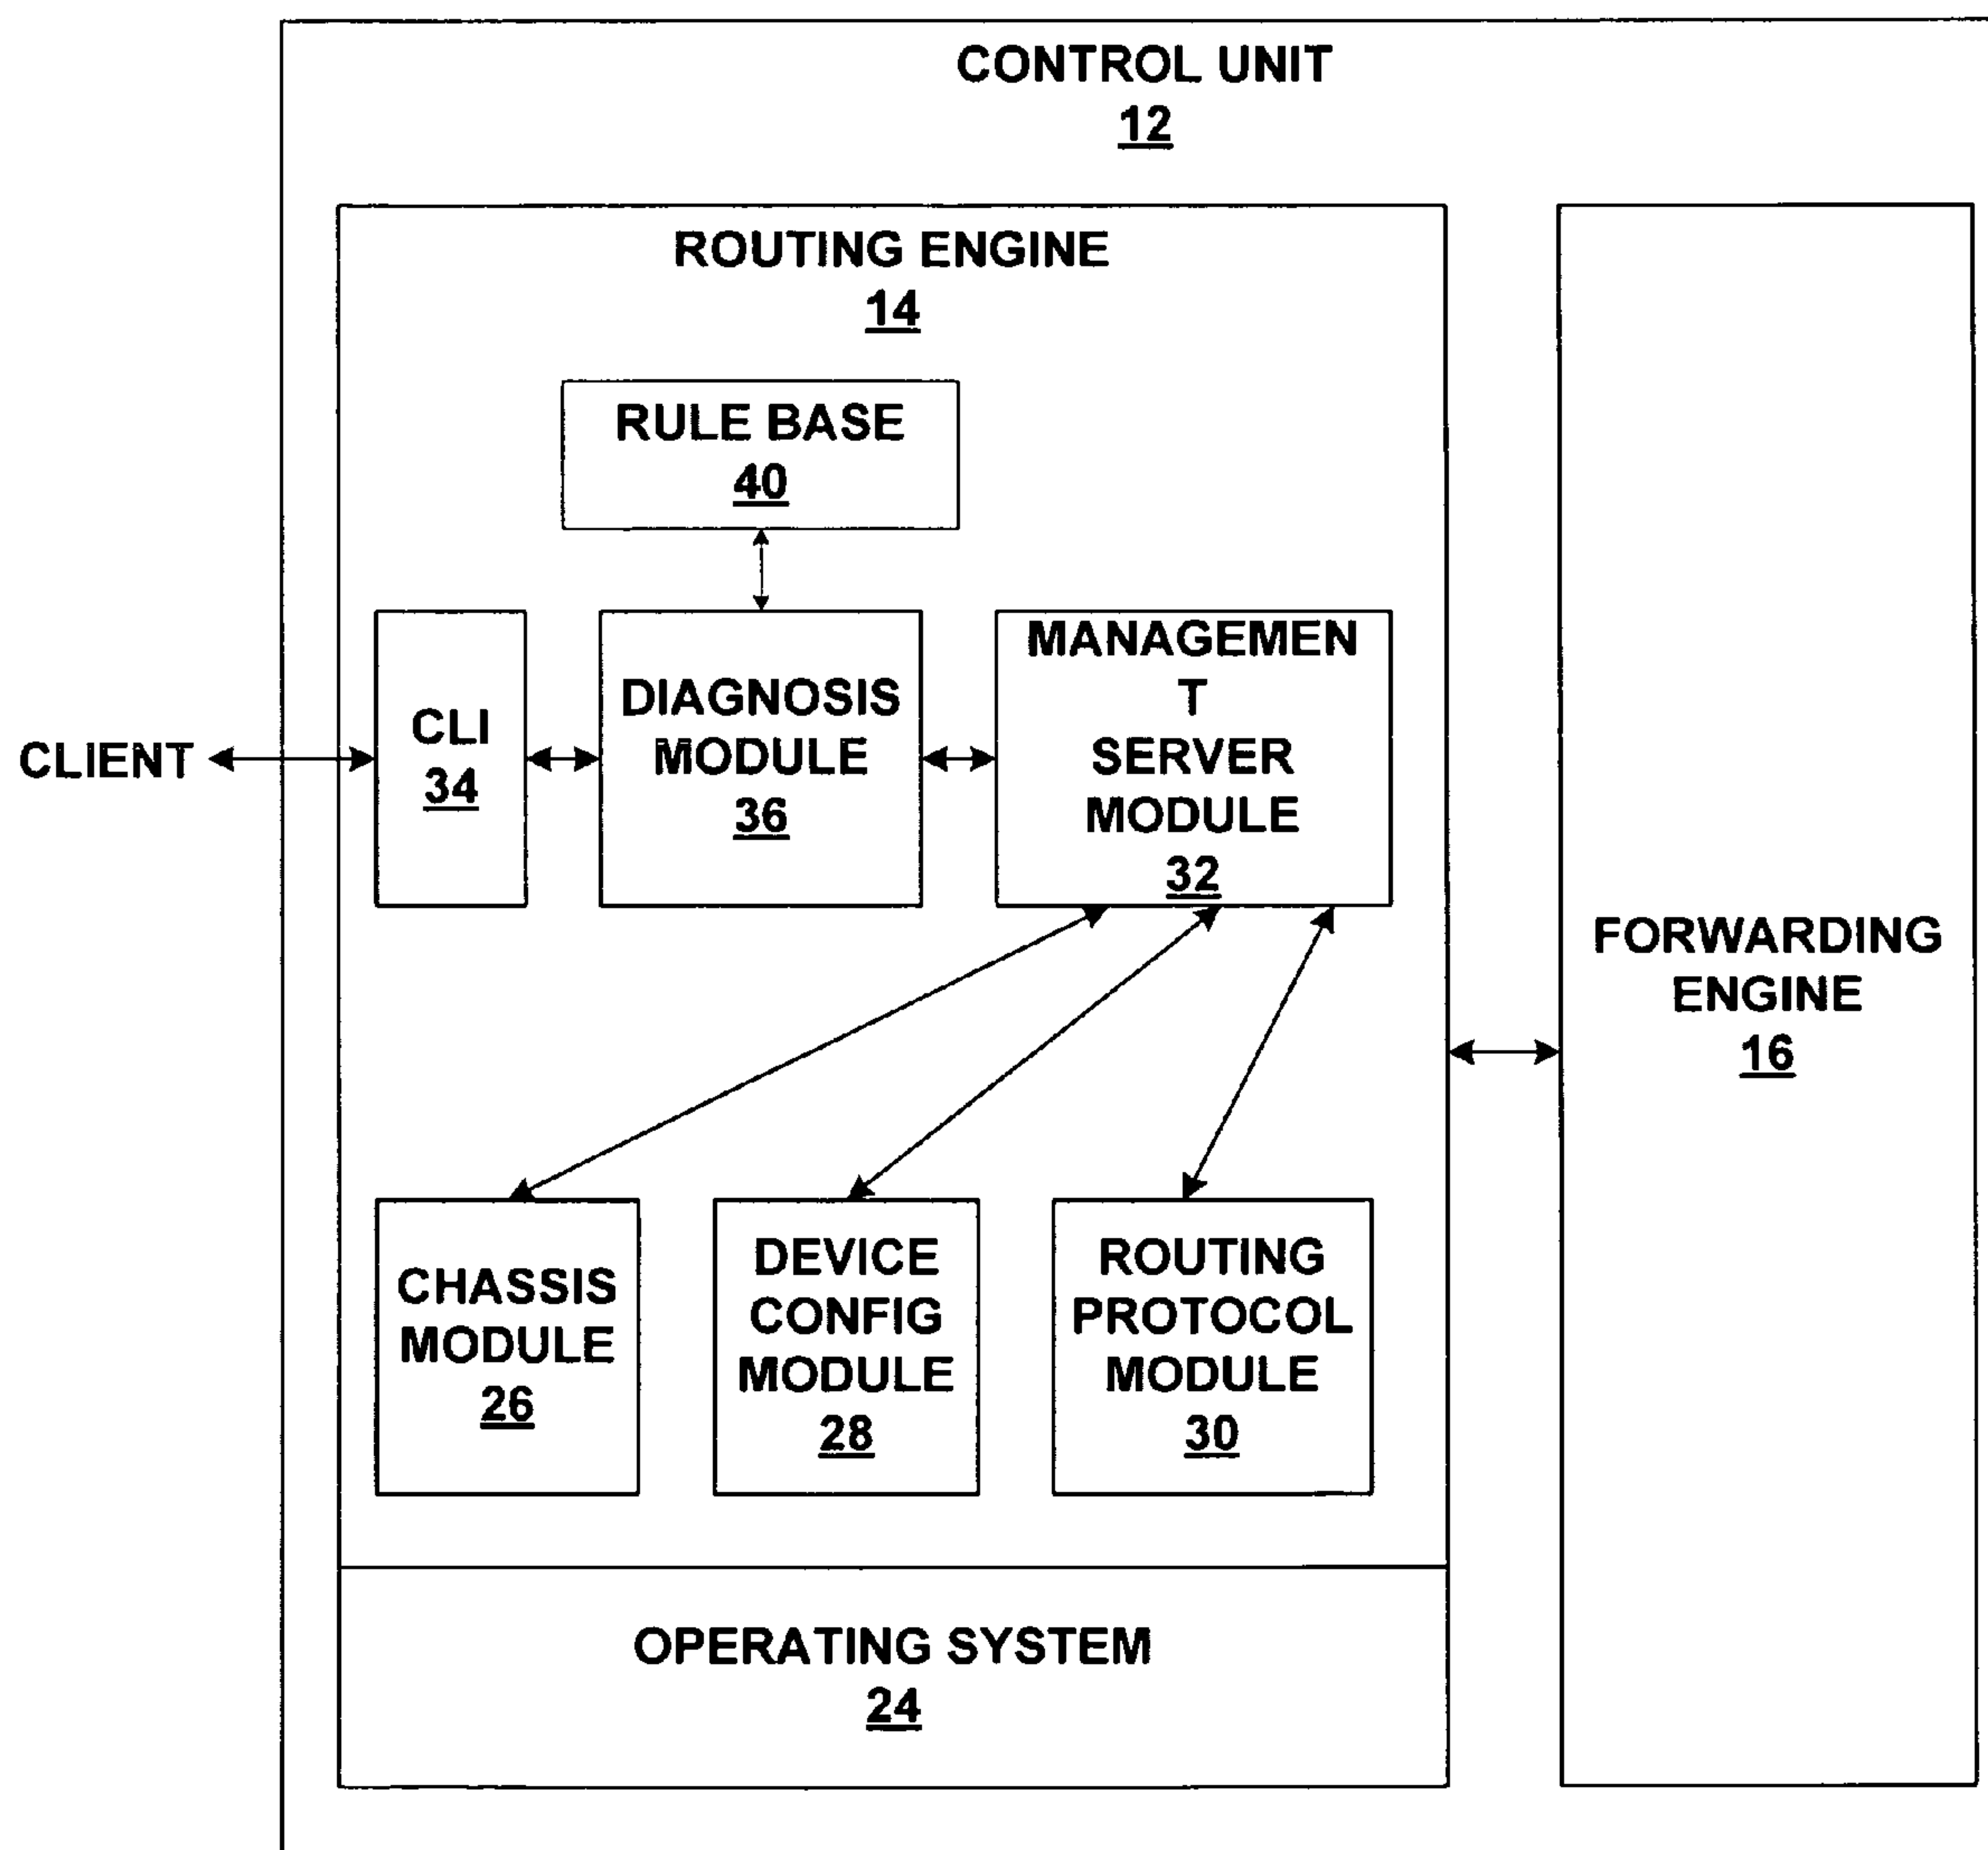 CONTROL UNIT
12
ROUTING ENGINE
14
RULE BASE
40
CLIENT
CLI
34
DIAGNOSIS
MODULE
36
MANAGEMEN
T
SERVER
MODULE
32
FORWARDING
ENGINE
16
CHASSIS
MODULE
26
DEVICE
CONFIG
MODULE
28
ROUTING
PROTOCOL
MODULE
30
OPERATING SYSTEM
24